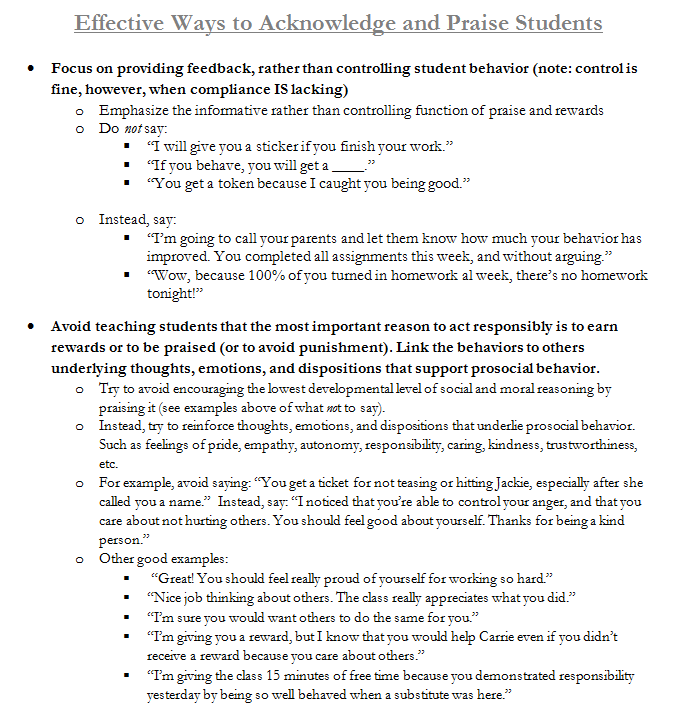 Effective Ways to Acknowledge and Praise Students
• Focus on providing feedback, rather than controlling student behavior (note: control is
fine, however, when compliance IS lacking)
o Emphasize the informative rather than controlling function of praise and rewards
o Do not say:
▪ “I will give you a sticker if you finish your work.”
▪ “If you behave, you will get a _____.”
▪ “You get a token because I caught you being good.”
o Instead, say:
▪ “I’m going to call your parents and let them know how much your behavior has
improved. You completed all assignments this week, and without arguing.”
▪ “Wow, because 100% of you turned in homework al week, there’s no homework
tonight!”
• Avoid teaching students that the most important reason to act responsibly is to earn
rewards or to be praised (or to avoid punishment). Link the behaviors to others
underlying thoughts, emotions, and dispositions that support prosocial behavior.
o Try to avoid encouraging the lowest developmental level of social and moral reasoning by
praising it (see examples above of what not to say).
o Instead, try to reinforce thoughts, emotions, and dispositions that underlie prosocial behavior.
Such as feelings of pride, empathy, autonomy, responsibility, caring, kindness, trustworthiness,
etc.
o For example, avoid saying: “You get a ticket for not teasing or hitting Jackie, especially after she
called you a name.” Instead, say: “I noticed that you’re able to control your anger, and that you
care about not hurting others. You should feel good about yourself. Thanks for being a kind
person.”
o Other good examples:
▪ “Great! You should feel really proud of yourself for working so hard.”
▪ “Nice job thinking about others. The class really appreciates what you did.”
▪ “I’m sure you would want others to do the same for you.”
▪ “I’m giving you a reward, but I know that you would help Carrie even if you didn’t
receive a reward because you care about others.”
▪ “I’m giving the class 15 minutes of free time because you demonstrated responsibility
yesterday by being so well behaved when a substitute was here.”